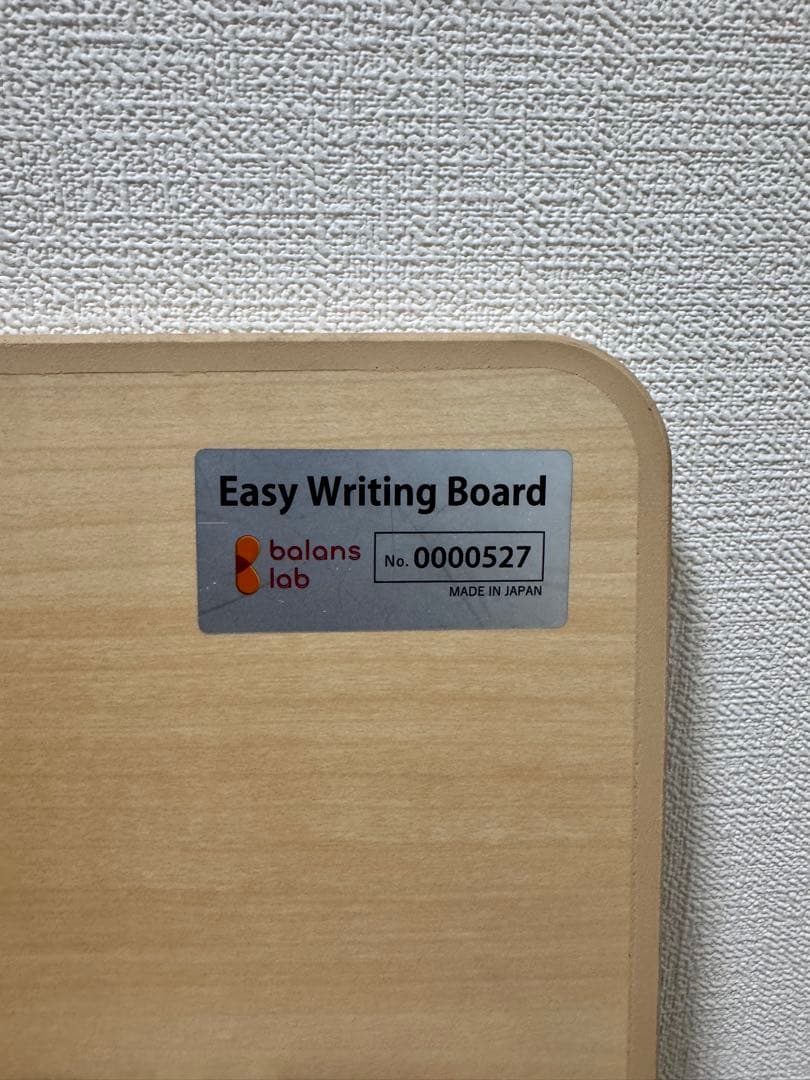 Easy Writing Board
balans
lab
No. 0000527
MADE IN JAPAN